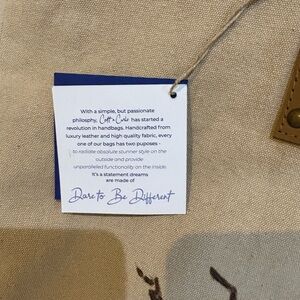 With a simple, but passionate
philosphy, Coff & Cuke has started a
revolution in handbags. Handcrafted from
luxury leather and high quality fabric, every
one of our bags has two puposes -
to radiate absolute stunner style on the
outside and provide
unparalleled functionality on the inside.
It's a statement dreams
are made of
Dare to Be Different